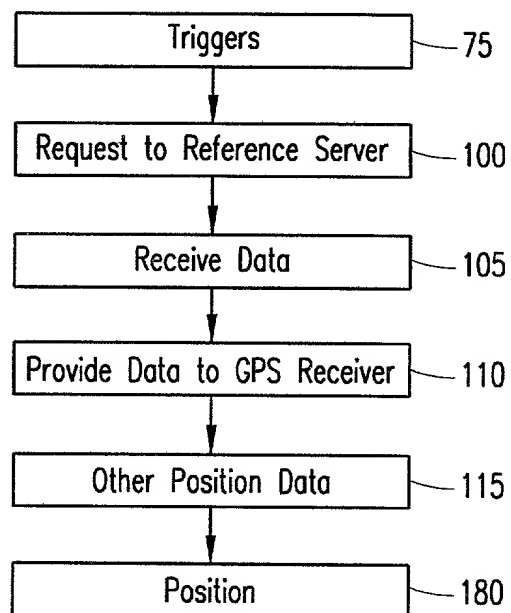 Triggers 75
Request to Reference Server 100
Receive Data 105
Provide Data to GPS Receiver 110
Other Position Data 115
Position 180